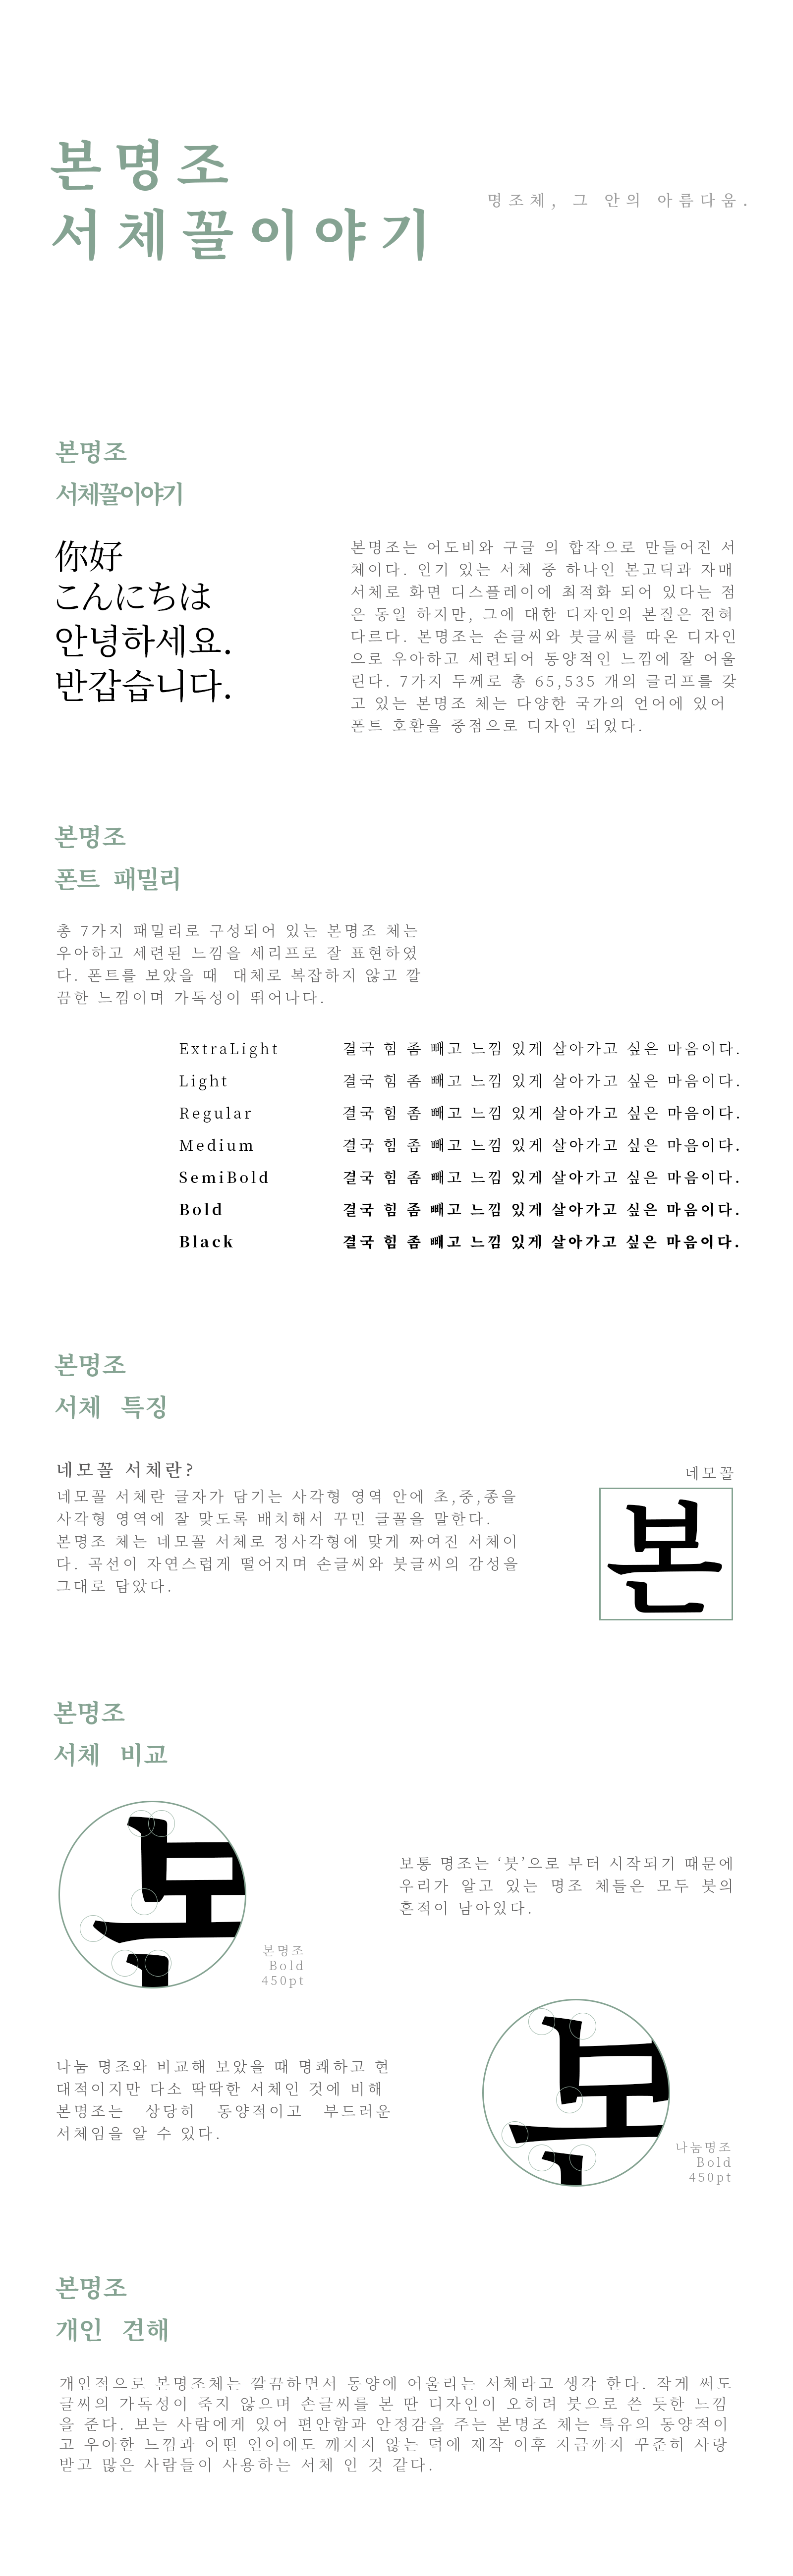 본명조
서체꼴이야기
명조체, 그 안의 아름다움.
본명조
서체꼴이야기
你好
こんにちは
안녕하세요.
반갑습니다.
본명조는 어도비와 구글 의 합작으로 만들어진 서
체이다. 인기 있는 서체 중 하나인 본고딕과 자매
서체로 화면 디스플레이에 최적화 되어 있다는 점
은 동일 하지만, 그에 대한 디자인의 본질은 전혀
다르다. 본명조는 손글씨와 붓글씨를 따온 디자인
으로 우아하고 세련되어 동양적인 느낌에 잘 어울
린다. 7가지 두께로 총 65,535 개의 글리프를 갖
고 있는 본명조 체는 다양한 국가의 언어에 있어
폰트 호환을 중점으로 디자인 되었다.
본명조
폰트 패밀리
총 7가지 패밀리로 구성되어 있는 본명조 체는
우아하고 세련된 느낌을 세리프로 잘 표현하였
다. 폰트를 보았을 때 대체로 복잡하지 않고 깔
끔한 느낌이며 가독성이 뛰어나다.
ExtraLight 결국 힘 좀 빼고 느낌 있게 살아가고 싶은 마음이다.
Light 결국 힘 좀 빼고 느낌 있게 살아가고 싶은 마음이다.
Regular 결국 힘 좀 빼고 느낌 있게 살아가고 싶은 마음이다.
Medium 결국 힘 좀 빼고 느낌 있게 살아가고 싶은 마음이다.
SemiBold 결국 힘 좀 빼고 느낌 있게 살아가고 싶은 마음이다.
Bold 결국 힘 좀 빼고 느낌 있게 살아가고 싶은 마음이다.
Black 결국 힘 좀 빼고 느낌 있게 살아가고 싶은 마음이다.
본명조
서체 특징
네모꼴 서체란?
네모꼴 서체란 글자가 담기는 사각형 영역 안에 초,중,종을
사각형 영역에 잘 맞도록 배치해서 꾸민 글꼴을 말한다.
본명조 체는 네모꼴 서체로 정사각형에 맞게 짜여진 서체이
다. 곡선이 자연스럽게 떨어지며 손글씨와 붓글씨의 감성을
그대로 담았다.
네모꼴
본
본명조
서체 비교
본명조
Bold
450pt
보통 명조는 ‘붓’으로 부터 시작되기 때문에
우리가 알고 있는 명조 체들은 모두 붓의
흔적이 남아있다.
나눔 명조와 비교해 보았을 때 명쾌하고 현
대적이지만 다소 딱딱한 서체인 것에 비해
본명조는 상당히 동양적이고 부드러운
서체임을 알 수 있다.
나눔명조
Bold
450pt
본명조
개인 견해
개인적으로 본명조체는 깔끔하면서 동양에 어울리는 서체라고 생각 한다. 작게 써도
글씨의 가독성이 죽지 않으며 손글씨를 본 딴 디자인이 오히려 붓으로 쓴 듯한 느낌
을 준다. 보는 사람에게 있어 편안함과 안정감을 주는 본명조 체는 특유의 동양적이
고 우아한 느낌과 어떤 언어에도 깨지지 않는 덕에 제작 이후 지금까지 꾸준히 사랑
받고 많은 사람들이 사용하는 서체 인 것 같다.